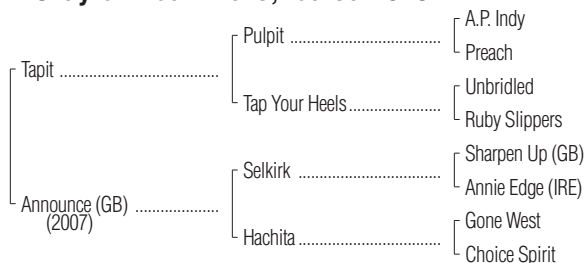 A.P. Indy
Pulpit
Preach
Tapit
Unbridled
Tap Your Heels
Ruby Slippers
Sharpen Up (GB)
Selkirk
Annie Edge (IRE)
Announce (GB)
(2007)
Gone West
Hachita
Choice Spirit